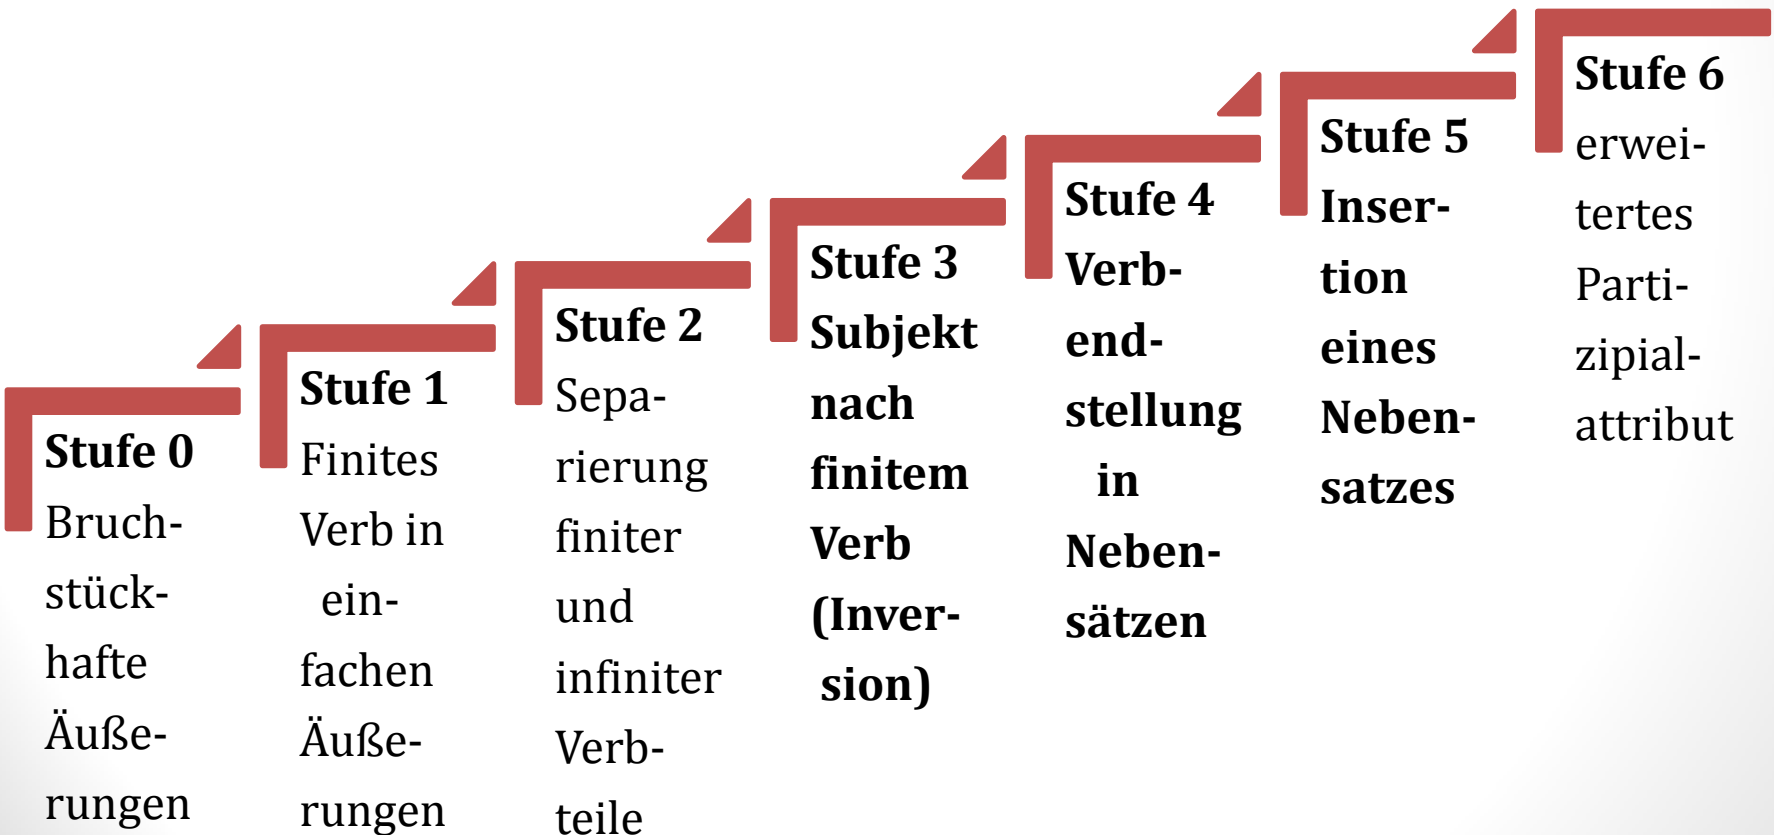 Stufe 0
Bruch-
stück-
hafte
Äuße-
rungen
Stufe 1
Finites
Verb in
ein-
fachen
Äuße-
rungen
Stufe 2
Sepa-
rierung
finiter
und
infiniter
Verb-
teile
Stufe 3
Subjekt
nach
finitem
Verb
(Inver-
sion)
Stufe 4
Verb-
end-
stellung
in
Neben-
sätzen
Stufe 5
Inser-
tion
eines
Neben-
satzes
Stufe 6
erwei-
tertes
Parti-
zipial-
attribut